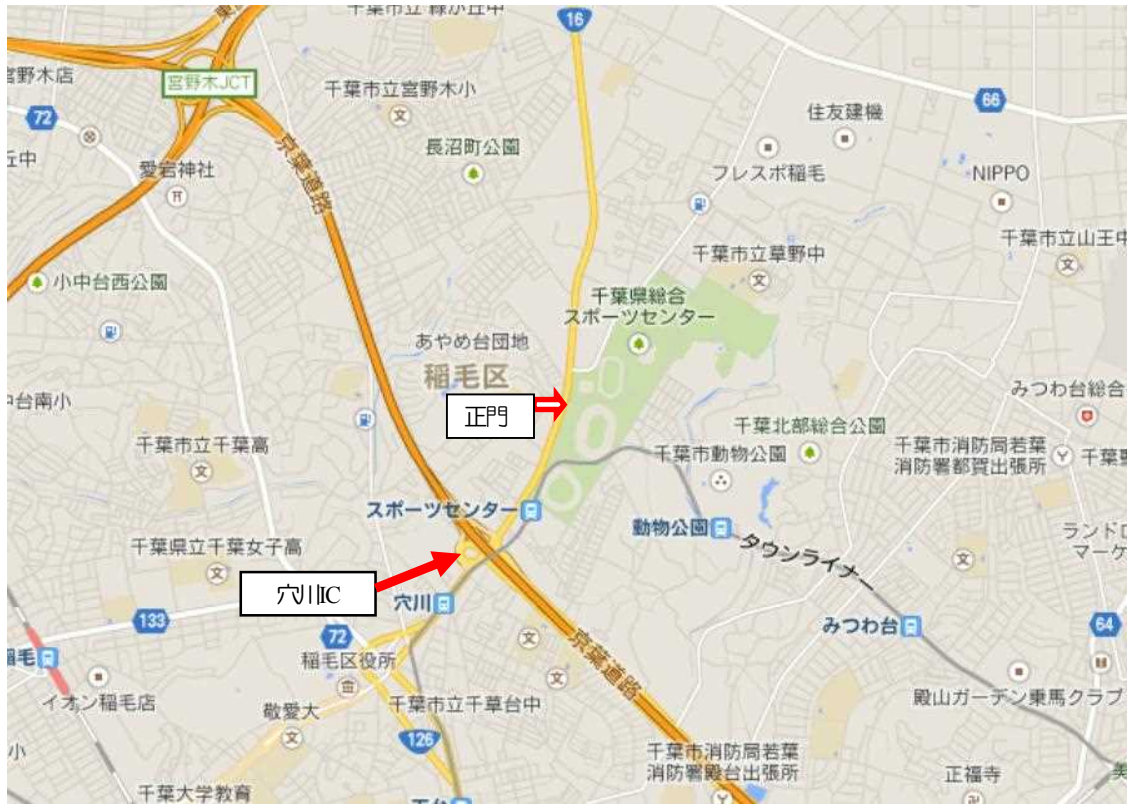 千葉市立緑が丘中
16
宮野木店
宮野木JCT
72
千葉市立宮野木小
66
住友建機
丘中
京葉道路
長沼町公園
愛宕神社
フレスポ稲毛
NIPPO
千葉市立草野中
千葉市立山王中
小中台西公園
千葉県総合
スポーツセンター
あやめ台団地
稲毛区
正門
台南小
みつわ台総合
千葉北部総合公園
千葉市立千葉高
千葉市動物公園
千葉市消防局若葉
消防署都賀出張所
千葉
スポーツセンター
動物公園
タウンライナー
ランドロ
マーケ
千葉県立千葉女子高
穴川IC
穴川
133
72
みつわ台
64
稲毛
稲毛区役所
京葉道路
イオン稲毛店
敬愛大
千葉市立千草台中
殿山ガーデン乗馬クラブ
126
小
千葉市消防局若葉
消防署殿台出張所
正福寺
千葉大学教育